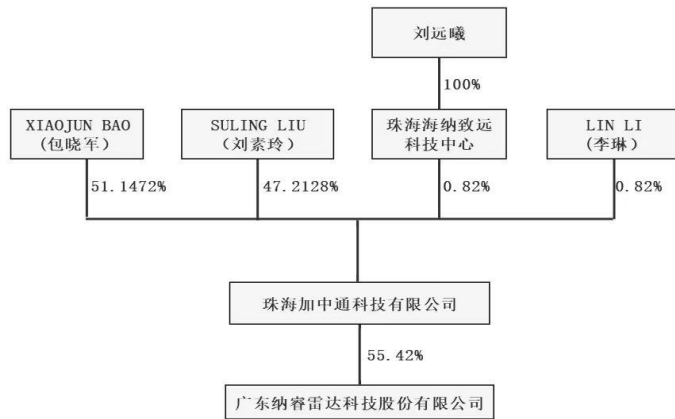 刘远曦
100%
XIAOJUN BAO
(包晓军)
SULING LIU
（刘素玲）
珠海海纳致远
科技中心
LIN LI
(李琳）
51.1472%
47.2128%
0.82%
0.82%
珠海加中通科技有限公司
55.42%
广东纳睿雷达科技股份有限公司